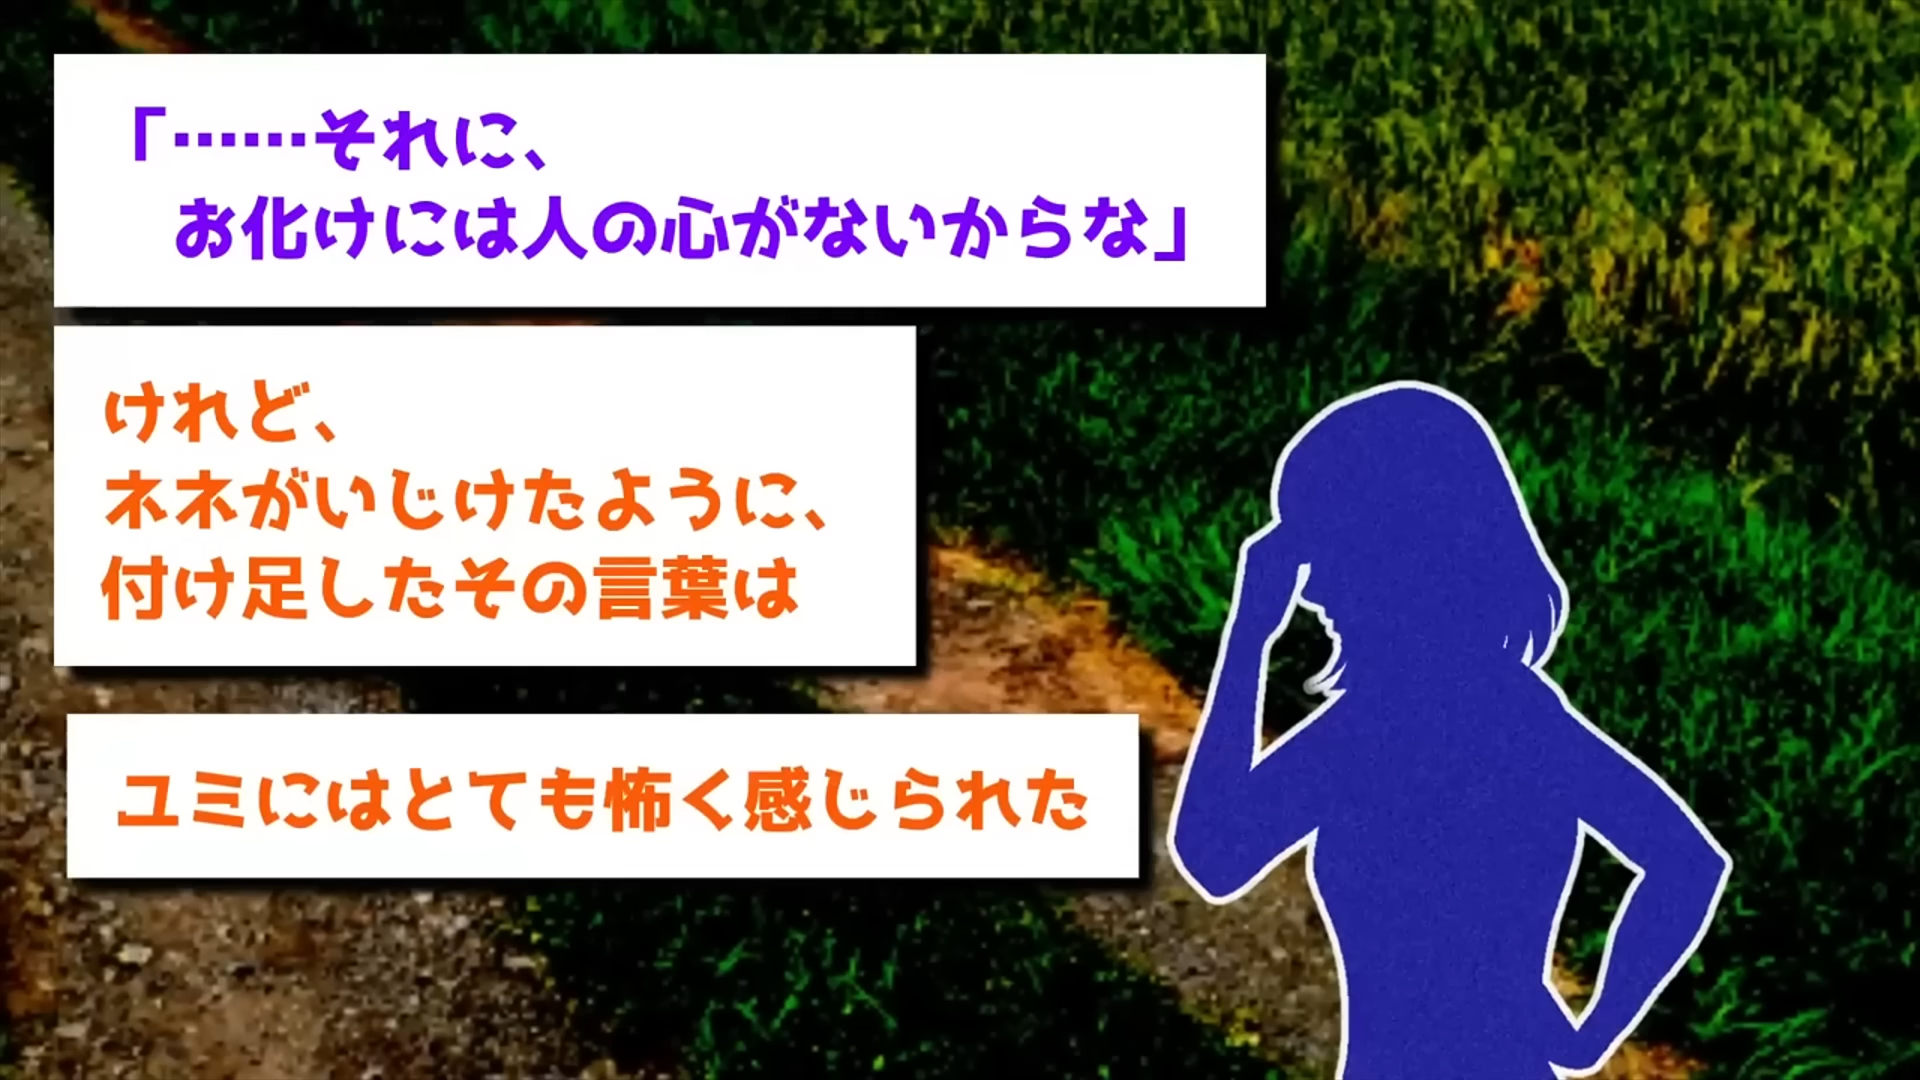 「……それに、
お化けには人の心がないからな」
けれど、
ネネがいじけたように、
付け足したその言葉は
ユミにはとても怖く感じられた